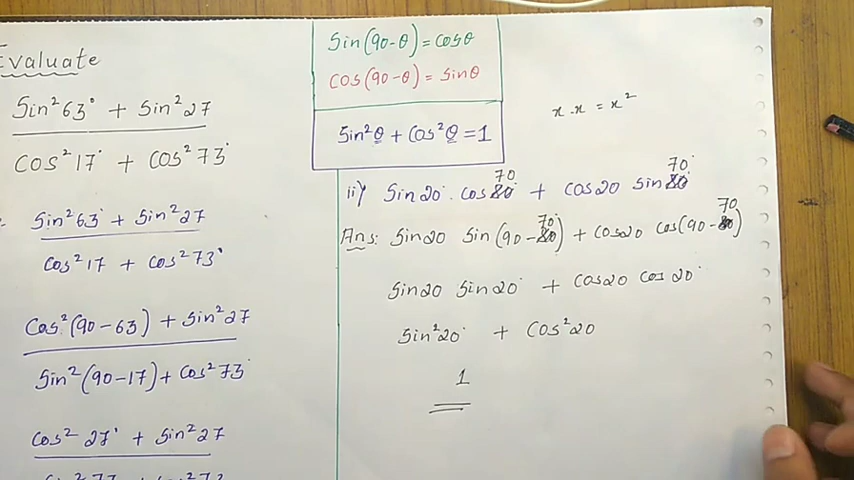 Evaluate
Sin²63° + Sin²27
Cos²17° + Cos²73°
Sin²63° + Sin²27
Cos²17 + Cos²73°
Cos²(90-63) + Sin²27
Sin²(90-17) + Cos²73°
Cos² 27° + Sin²27
Sin(90-θ) = Cosθ
Cos(90-θ) = Sinθ
Sin²θ + Cos²θ = 1
x.x = x²
70 70°
ii) Sin20° . Cos80° + Cos20 Sin80°
70° 70
Ans: Sin20 Sin(90-80) + Cos20 Cos(90-80)
Sin20 Sin20° + Cos20 Cos20°
Sin²20° + Cos²20
1